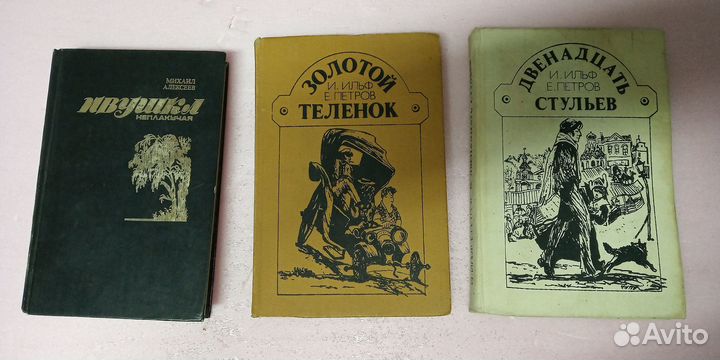 МИХАИЛ
АЛЕКСЕЕВ
ИВУШКА
НЕПЛАКУЧАЯ
ЗОЛОТОЙ
И. ИЛЬФ
Е. ПЕТРОВ
ТЕЛЕНОК
ДВЕНАДЦАТЬ
И. ИЛЬФ
Е. ПЕТРОВ
СТУЛЬЕВ
Avito